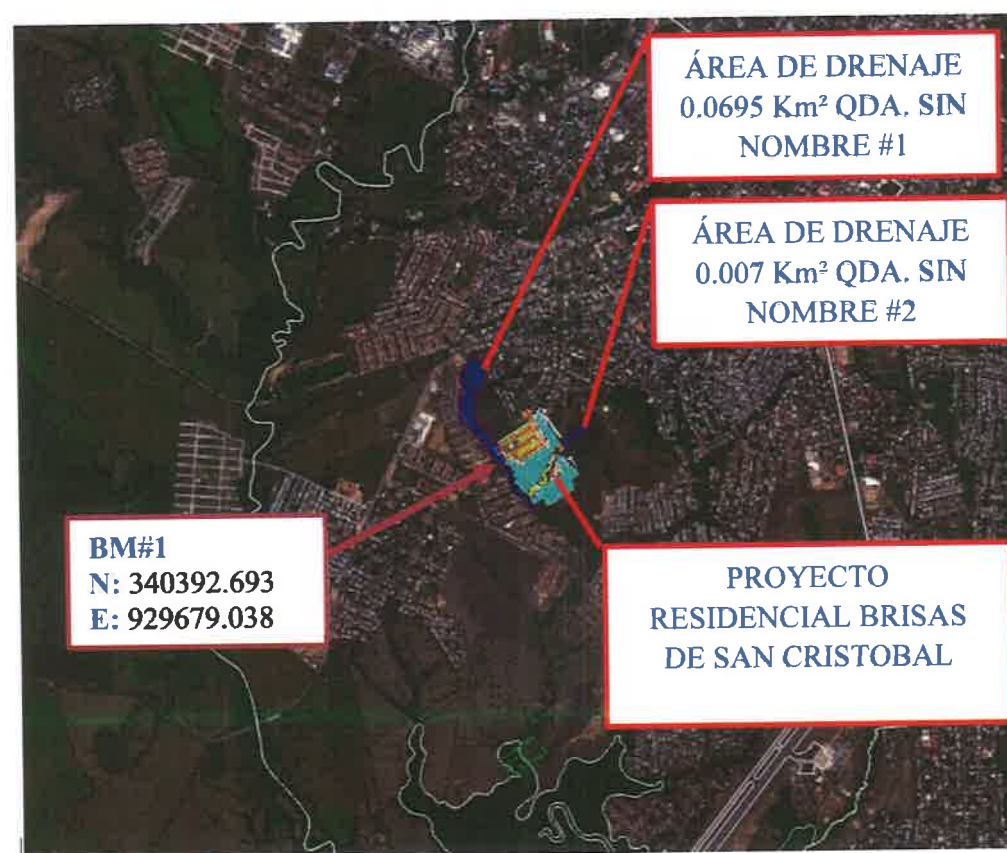 ÁREA DE DRENAJE
0.0695 Km² QDA. SIN
NOMBRE #1
ÁREA DE DRENAJE
0.007 Km² QDA. SIN
NOMBRE #2
BM#1
N: 340392.693
E: 929679.038
PROYECTO
RESIDENCIAL BRISAS
DE SAN CRISTOBAL